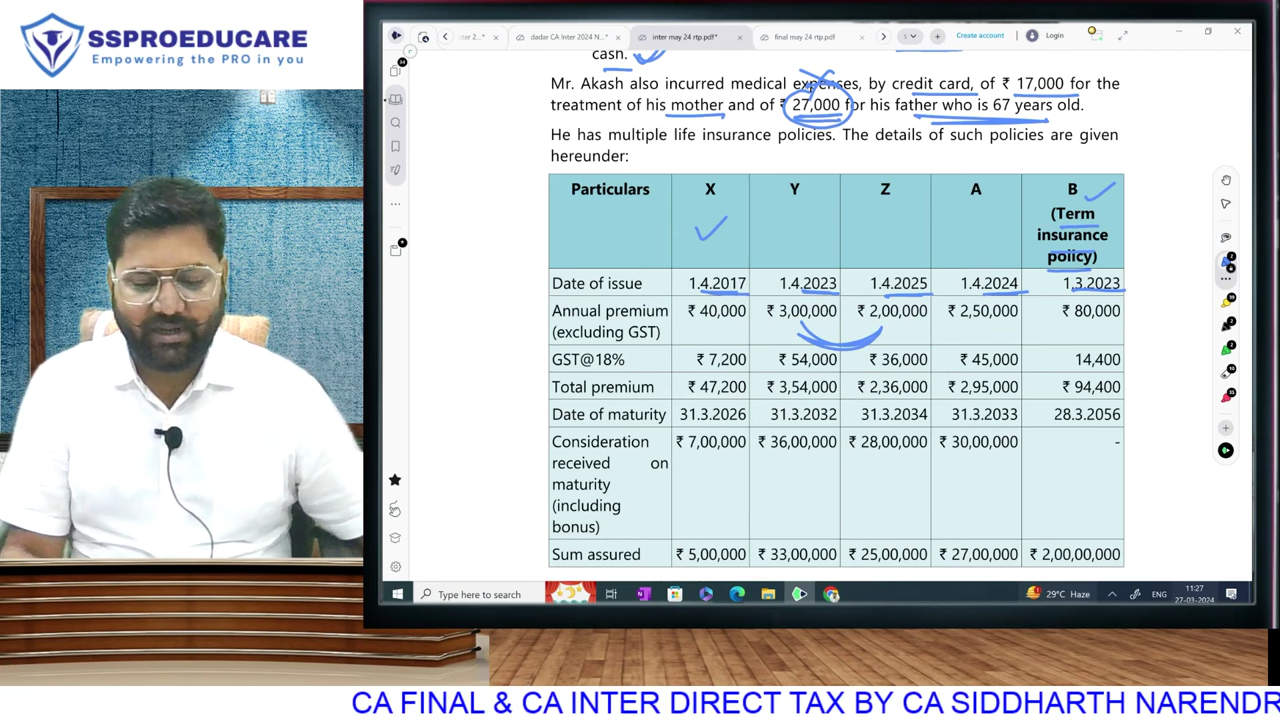 SSPROEDUCARE
Empowering the PRO in you
inter 2..." ×
dadar CA Inter 2024 N..." ×
inter may 24 rtp.pdf* ×
final may 24 rtp.pdf
Create account
Login
cash.
Mr. Akash also incurred medical expenses, by credit card, of ₹ 17,000 for the
treatment of his mother and of ₹ 27,000 for his father who is 67 years old.
He has multiple life insurance policies. The details of such policies are given
hereunder:
Particulars X Y Z A B
(Term
insurance
policy)
Date of issue 1.4.2017 1.4.2023 1.4.2025 1.4.2024 1.3.2023
Annual premium ₹ 40,000 ₹ 3,00,000 ₹ 2,00,000 ₹ 2,50,000 ₹ 80,000
(excluding GST)
GST@18% ₹ 7,200 ₹ 54,000 ₹ 36,000 ₹ 45,000 14,400
Total premium ₹ 47,200 ₹ 3,54,000 ₹ 2,36,000 ₹ 2,95,000 ₹ 94,400
Date of maturity 31.3.2026 31.3.2032 31.3.2034 31.3.2033 28.3.2056
Consideration ₹ 7,00,000 ₹ 36,00,000 ₹ 28,00,000 ₹ 30,00,000 -
received on
maturity
(including
bonus)
Sum assured ₹ 5,00,000 ₹ 33,00,000 ₹ 25,00,000 ₹ 27,00,000 ₹ 2,00,00,000
Type here to search
29°C Haze
ENG
11:27
27-03-2024
CA FINAL & CA INTER DIRECT TAX BY CA SIDDHARTH NARENDR